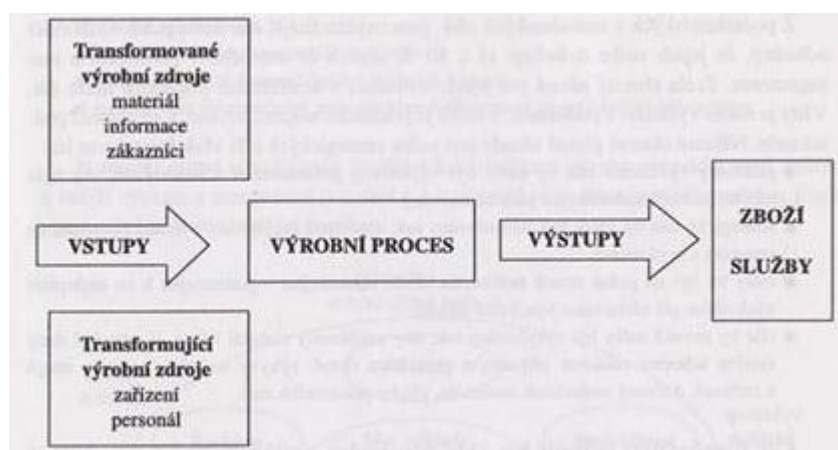 Transformované
výrobní zdroje
materiál
informace
zákazníci
VSTUPY
VÝROBNÍ PROCES
VÝSTUPY
ZBOŽÍ
SLUŽBY
Transformující
výrobní zdroje
zařízení
personál